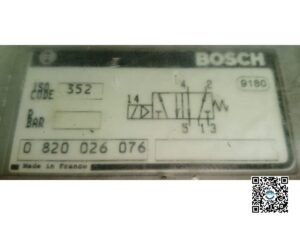 BOSCH
ISO CODE 352
9180
4 2
14
5 1 3
P BAR
0 820 026 076
Made in France